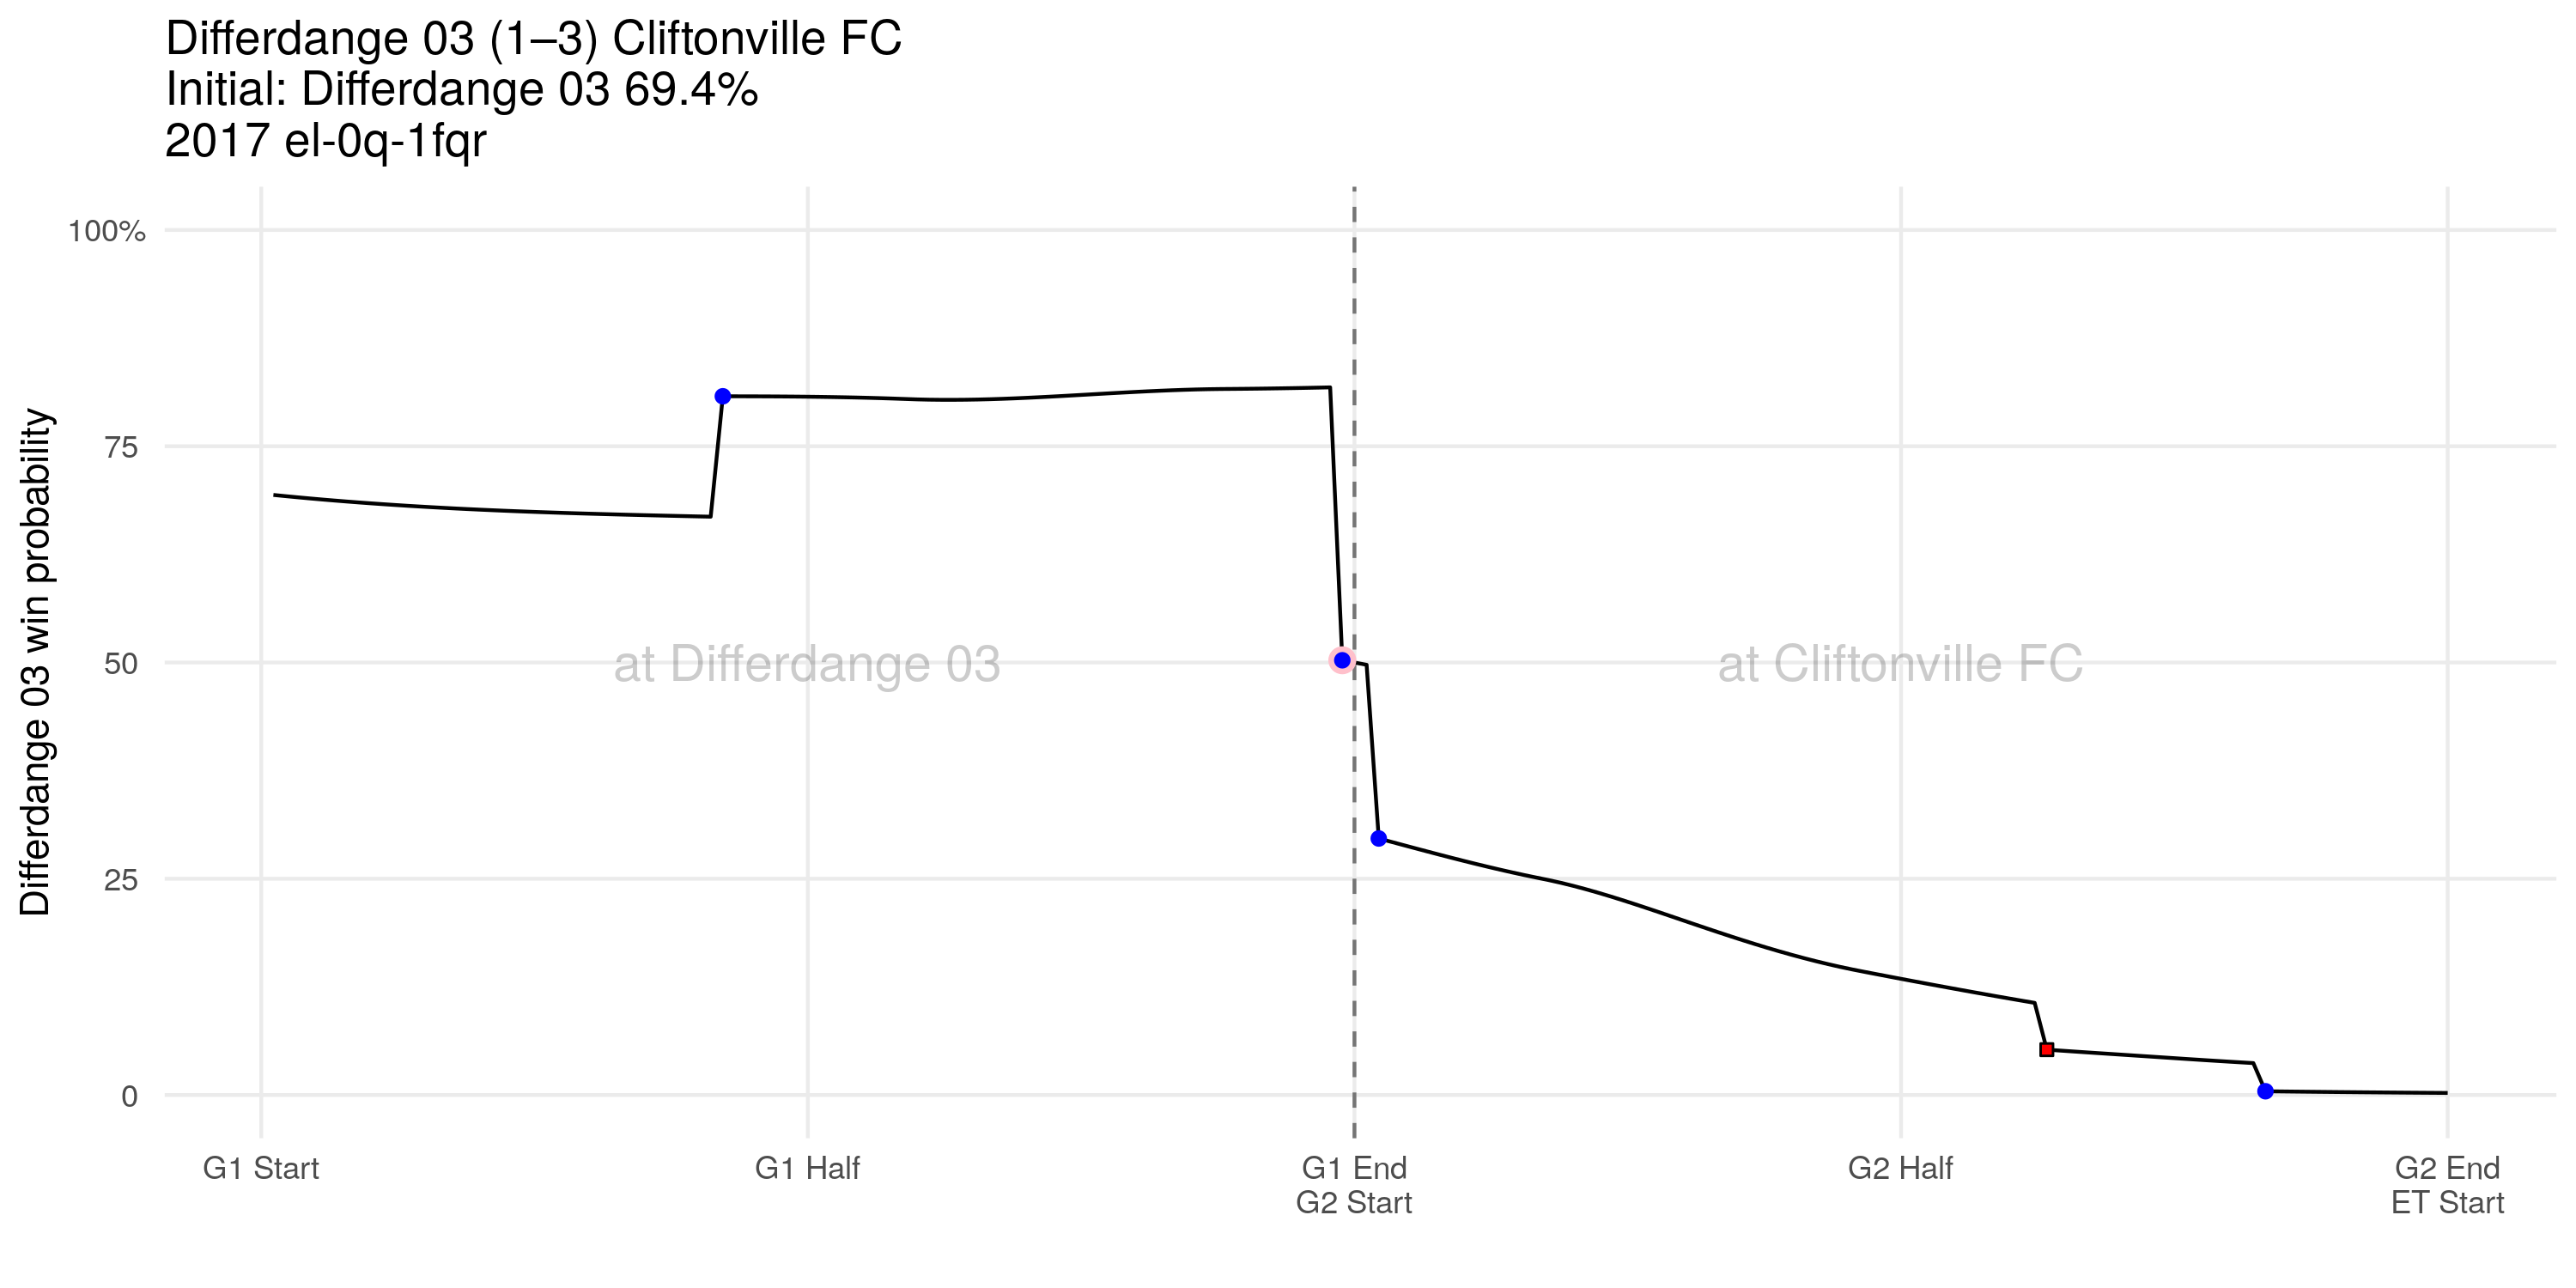 Differdange 03 (1–3) Cliftonville FC
Initial: Differdange 03 69.4%
2017 el-0q-1fqr
Differdange 03 win probability
100%
75
50
25
0
at Differdange 03
at Cliftonville FC
G1 Start
G1 Half
G1 End
G2 Start
G2 Half
G2 End
ET Start